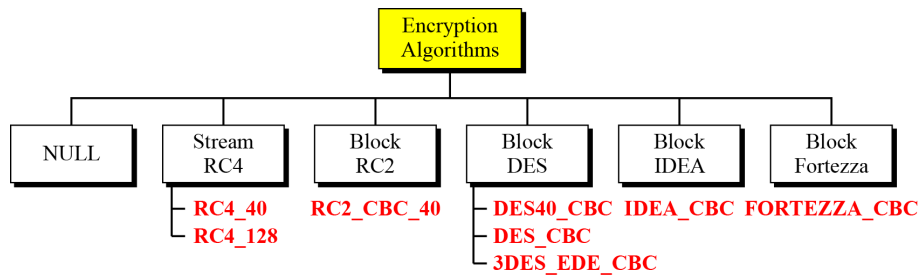 Encryption
Algorithms
NULL
Stream
RC4
Block
RC2
Block
DES
Block
IDEA
Block
Fortezza
RC4_40
RC4_128
RC2_CBC_40
DES40_CBC
DES_CBC
3DES_EDE_CBC
IDEA_CBC
FORTEZZA_CBC